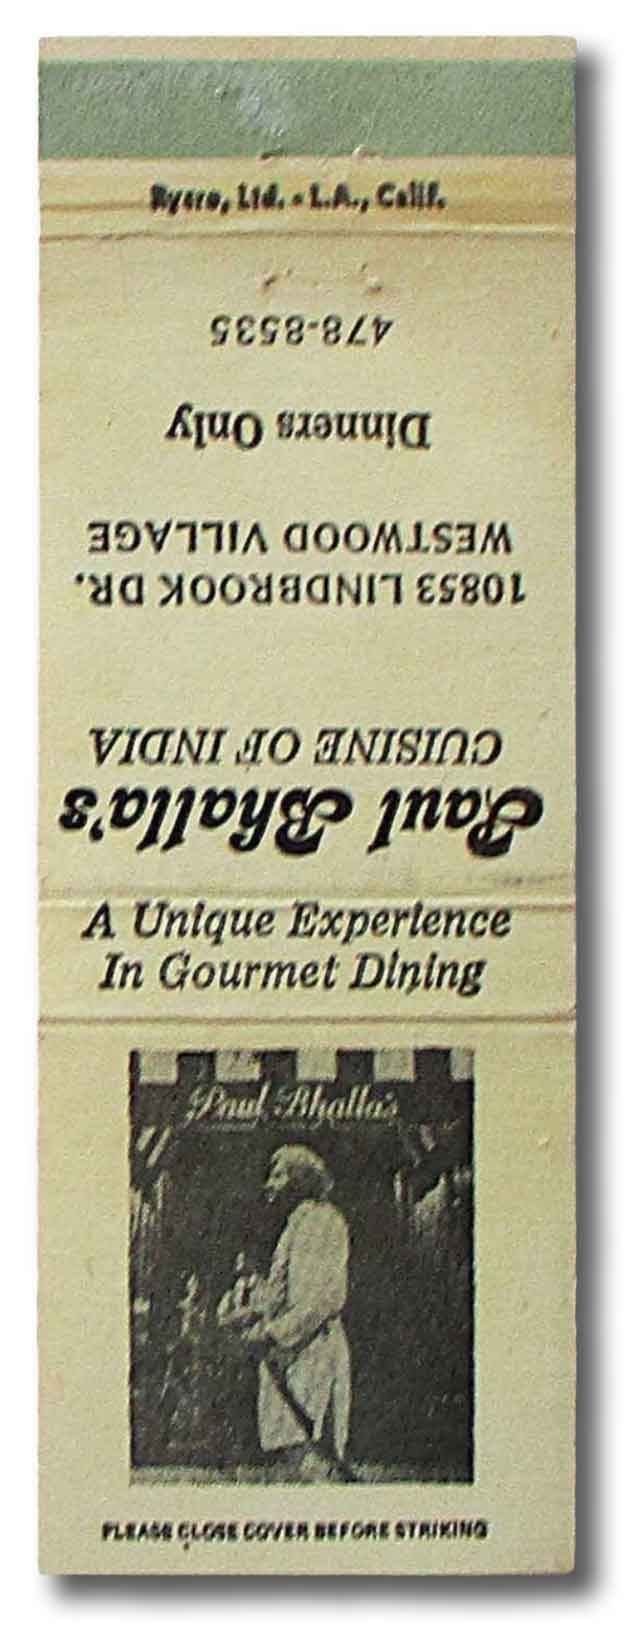 Ryero, Ltd. • L.A., Calif.
Paul Bhalla's
CUISINE OF INDIA
10853 LINDBROOK DR.
WESTWOOD VILLAGE
Dinners Only
478-8535
A Unique Experience
In Gourmet Dining
Paul Bhalla's
PLEASE CLOSE COVER BEFORE STRIKING